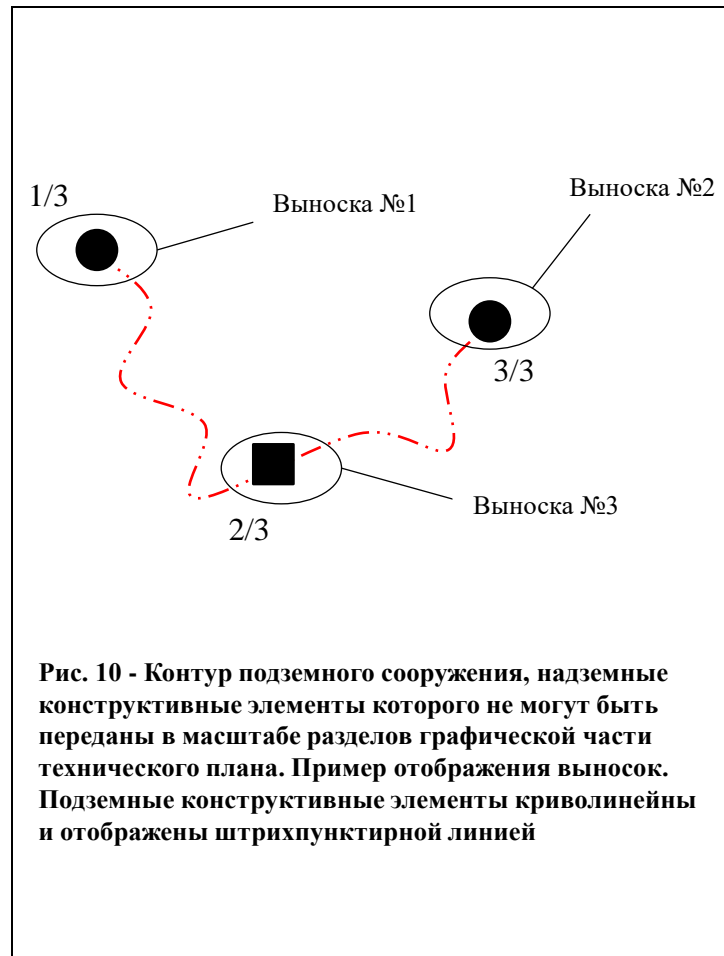 Выноска №2
1/3
Выноска №1
3/3
Выноска №3
2/3
Рис. 10 - Контур подземного сооружения, надземные
конструктивные элементы которого не могут быть
переданы в масштабе разделов графической части
технического плана. Пример отображения выносок.
Подземные конструктивные элементы криволинейны
и отображены штрихпунктирной линией